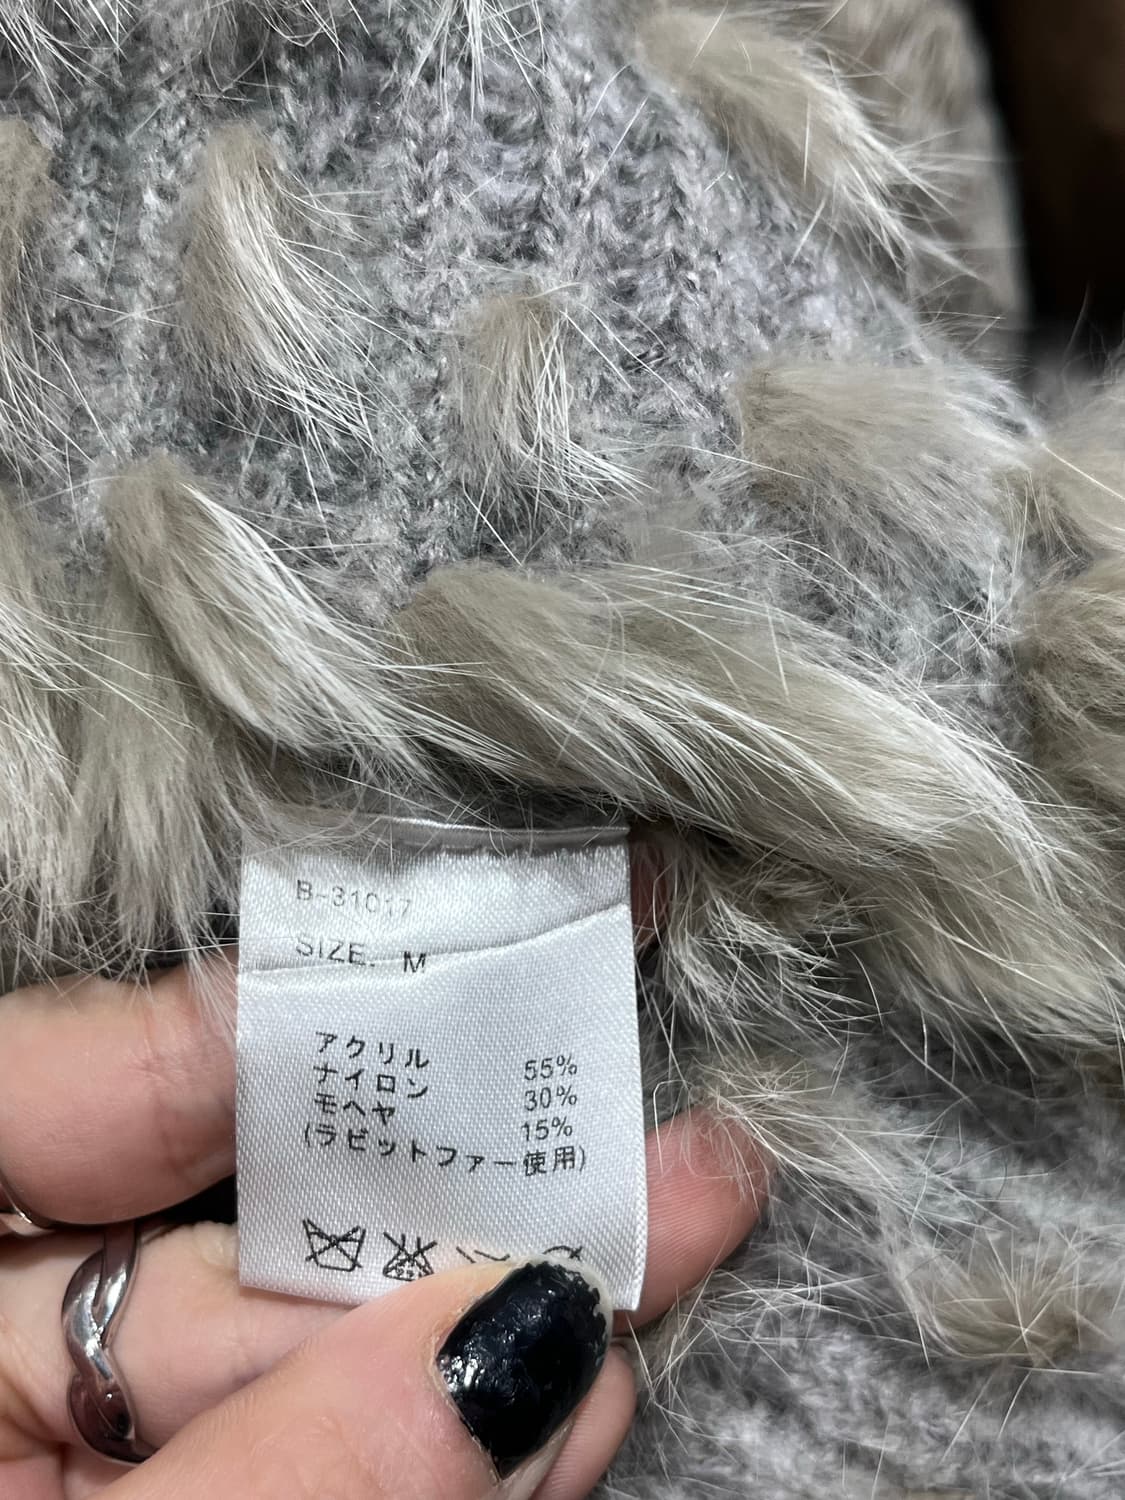 B-31017
SIZE. M
アクリル 55%
ナイロン 30%
モヘヤ 15%
(ラビットファー使用)